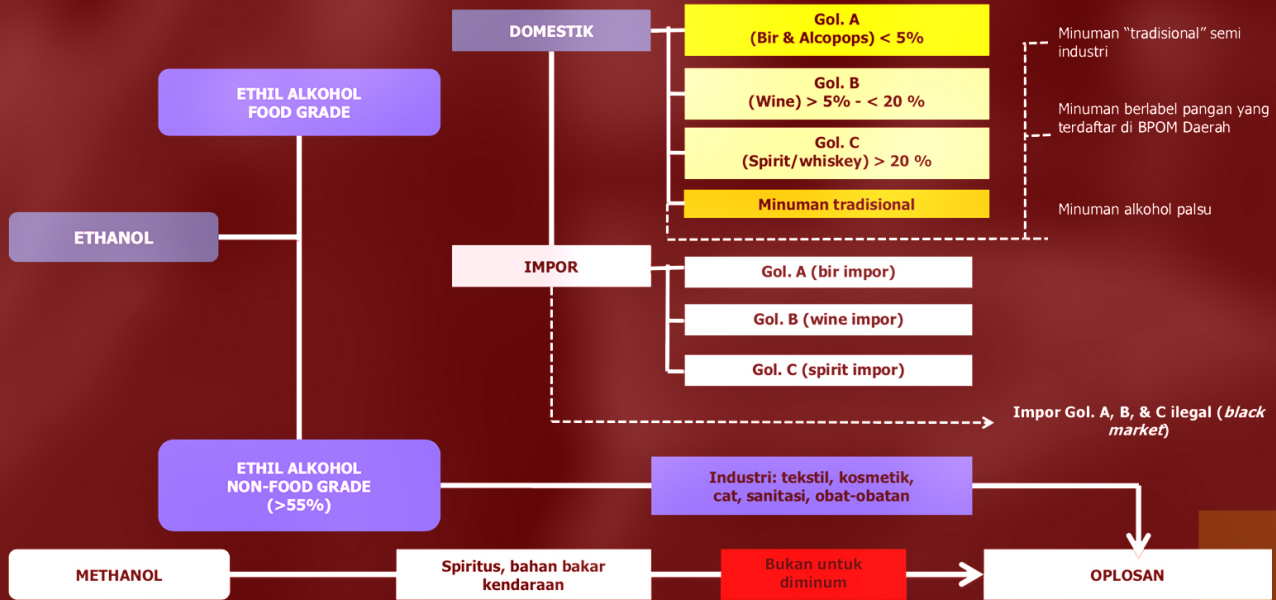 DOMESTIK
Gol. A
(Bir & Alcopops) < 5%
Minuman “tradisional” semi
industri
ETHIL ALKOHOL
FOOD GRADE
Gol. B
(Wine) > 5% - < 20 %
Minuman berlabel pangan yang
terdaftar di BPOM Daerah
Gol. C
(Spirit/whiskey) > 20 %
Minuman tradisional
Minuman alkohol palsu
ETHANOL
IMPOR
Gol. A (bir impor)
Gol. B (wine impor)
Gol. C (spirit impor)
Impor Gol. A, B, & C ilegal (black
market)
ETHIL ALKOHOL
NON-FOOD GRADE
(>55%)
Industri: tekstil, kosmetik,
cat, sanitasi, obat-obatan
METHANOL
Spiritus, bahan bakar
kendaraan
Bukan untuk
diminum
OPLOSAN